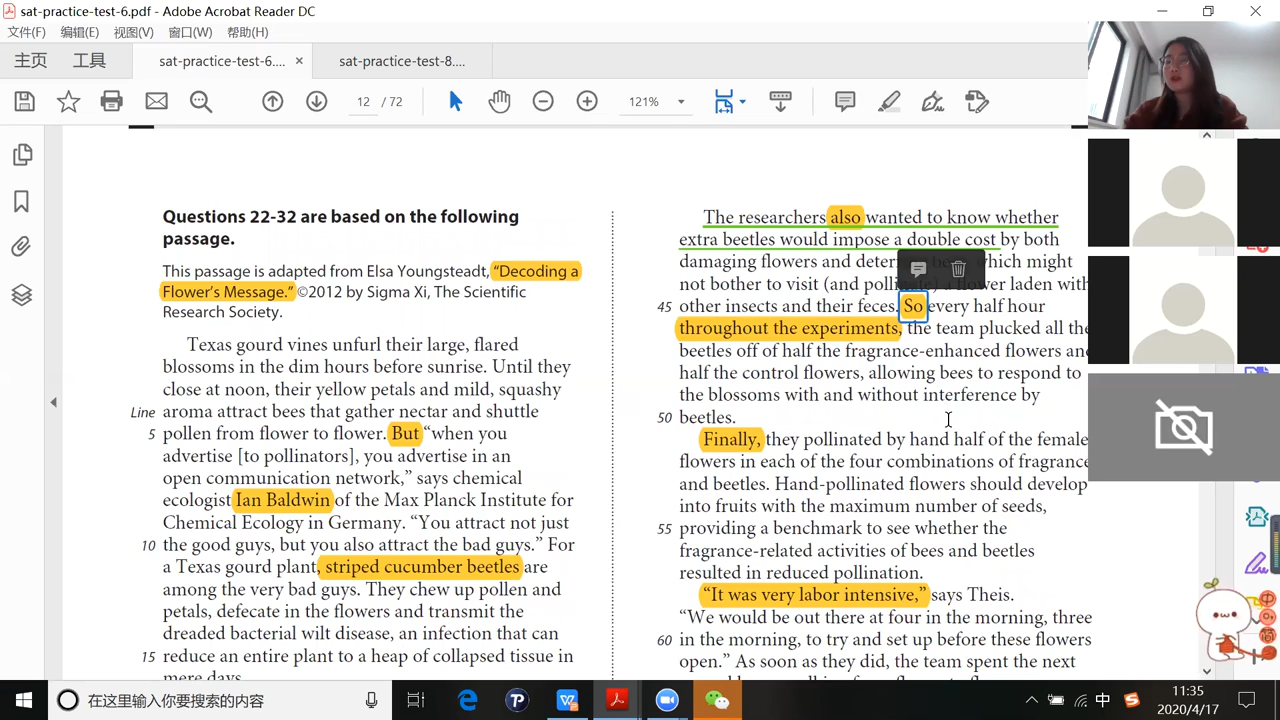 sat-practice-test-6.pdf - Adobe Acrobat Reader DC
文件(F) 编辑(E) 视图(V) 窗口(W) 帮助(H)
主页 工具 sat-practice-test-6.... × sat-practice-test-8....
12 / 72 121%
Questions 22-32 are based on the following
passage.
This passage is adapted from Elsa Youngsteadt, “Decoding a
Flower’s Message.” ©2012 by Sigma Xi, The Scientific
Research Society.
Texas gourd vines unfurl their large, flared
blossoms in the dim hours before sunrise. Until they
close at noon, their yellow petals and mild, squashy
Line aroma attract bees that gather nectar and shuttle
5 pollen from flower to flower. But “when you
advertise [to pollinators], you advertise in an
open communication network,” says chemical
ecologist Ian Baldwin of the Max Planck Institute for
Chemical Ecology in Germany. “You attract not just
10 the good guys, but you also attract the bad guys.” For
a Texas gourd plant, striped cucumber beetles are
among the very bad guys. They chew up pollen and
petals, defecate in the flowers and transmit the
dreaded bacterial wilt disease, an infection that can
15 reduce an entire plant to a heap of collapsed tissue in
mere days.
The researchers also wanted to know whether
extra beetles would impose a double cost by both
damaging flowers and which might
not bother to visit (and pollinate) a flower laden with
45 other insects and their feces. So every half hour
throughout the experiments, the team plucked all the
beetles off of half the fragrance-enhanced flowers and
half the control flowers, allowing bees to respond to
the blossoms with and without interference by
50 beetles.
Finally, they pollinated by hand half of the female
flowers in each of the four combinations of fragrance
and beetles. Hand-pollinated flowers should develop
into fruits with the maximum number of seeds,
55 providing a benchmark to see whether the
fragrance-related activities of bees and beetles
resulted in reduced pollination.
“It was very labor intensive,” says Theis.
“We would be out there at four in the morning, three
60 in the morning, to try and set up before these flowers
open.” As soon as they did, the team spent the next
在这里输入你要搜索的内容
中
11:35
2020/4/17